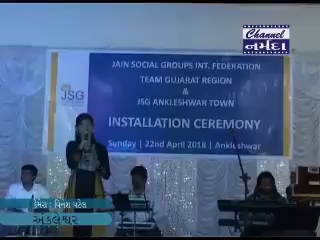 Channel
નર્મદા
JAIN SOCIAL GROUPS INT. FEDERATION
TEAM GUJARAT REGION
&
JSG ANKLESHWAR TOWN
JSG
INSTALLATION CEREMONY
Sunday | 22nd April 2018 | Ankleshwar
કેમેરા : વિનેશ પટેલ
અંકલેશ્વર